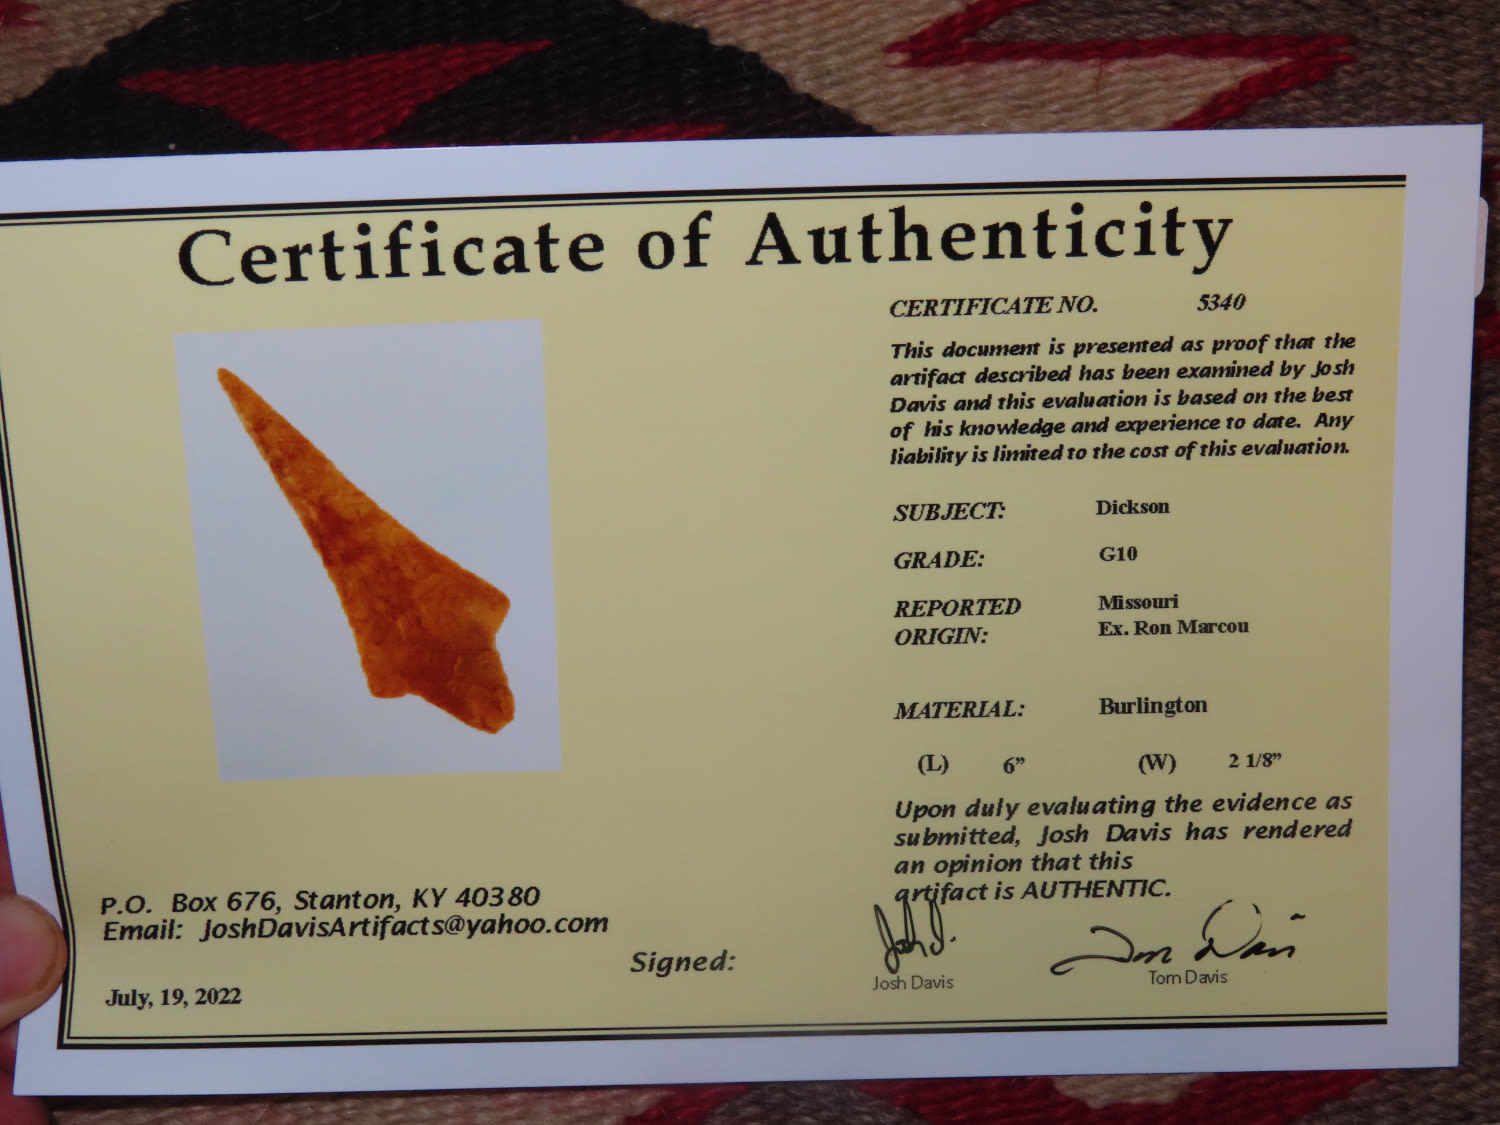 Certificate of Authenticity
CERTIFICATE NO. 5340
This document is presented as proof that the
artifact described has been examined by Josh
Davis and this evaluation is based on the best
of his knowledge and experience to date. Any
liability is limited to the cost of this evaluation.
SUBJECT: Dickson
GRADE: G10
REPORTED Missouri
ORIGIN: Ex. Ron Marcou
MATERIAL: Burlington
(L) 6” (W) 2 1/8”
Upon duly evaluating the evidence as
submitted, Josh Davis has rendered
an opinion that this
artifact is AUTHENTIC.
P.O. Box 676, Stanton, KY 40380
Email: JoshDavisArtifacts@yahoo.com
Signed:
Josh D.
Tom Davis
Josh Davis
Tom Davis
July, 19, 2022